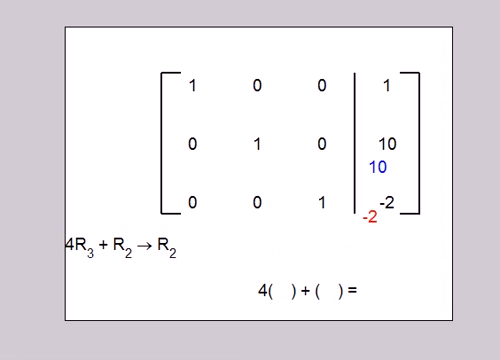 1 0 0 1
0 1 0 10
10
0 0 1 -2
-2
4R₃ + R₂ → R₂
4( ) + ( ) =